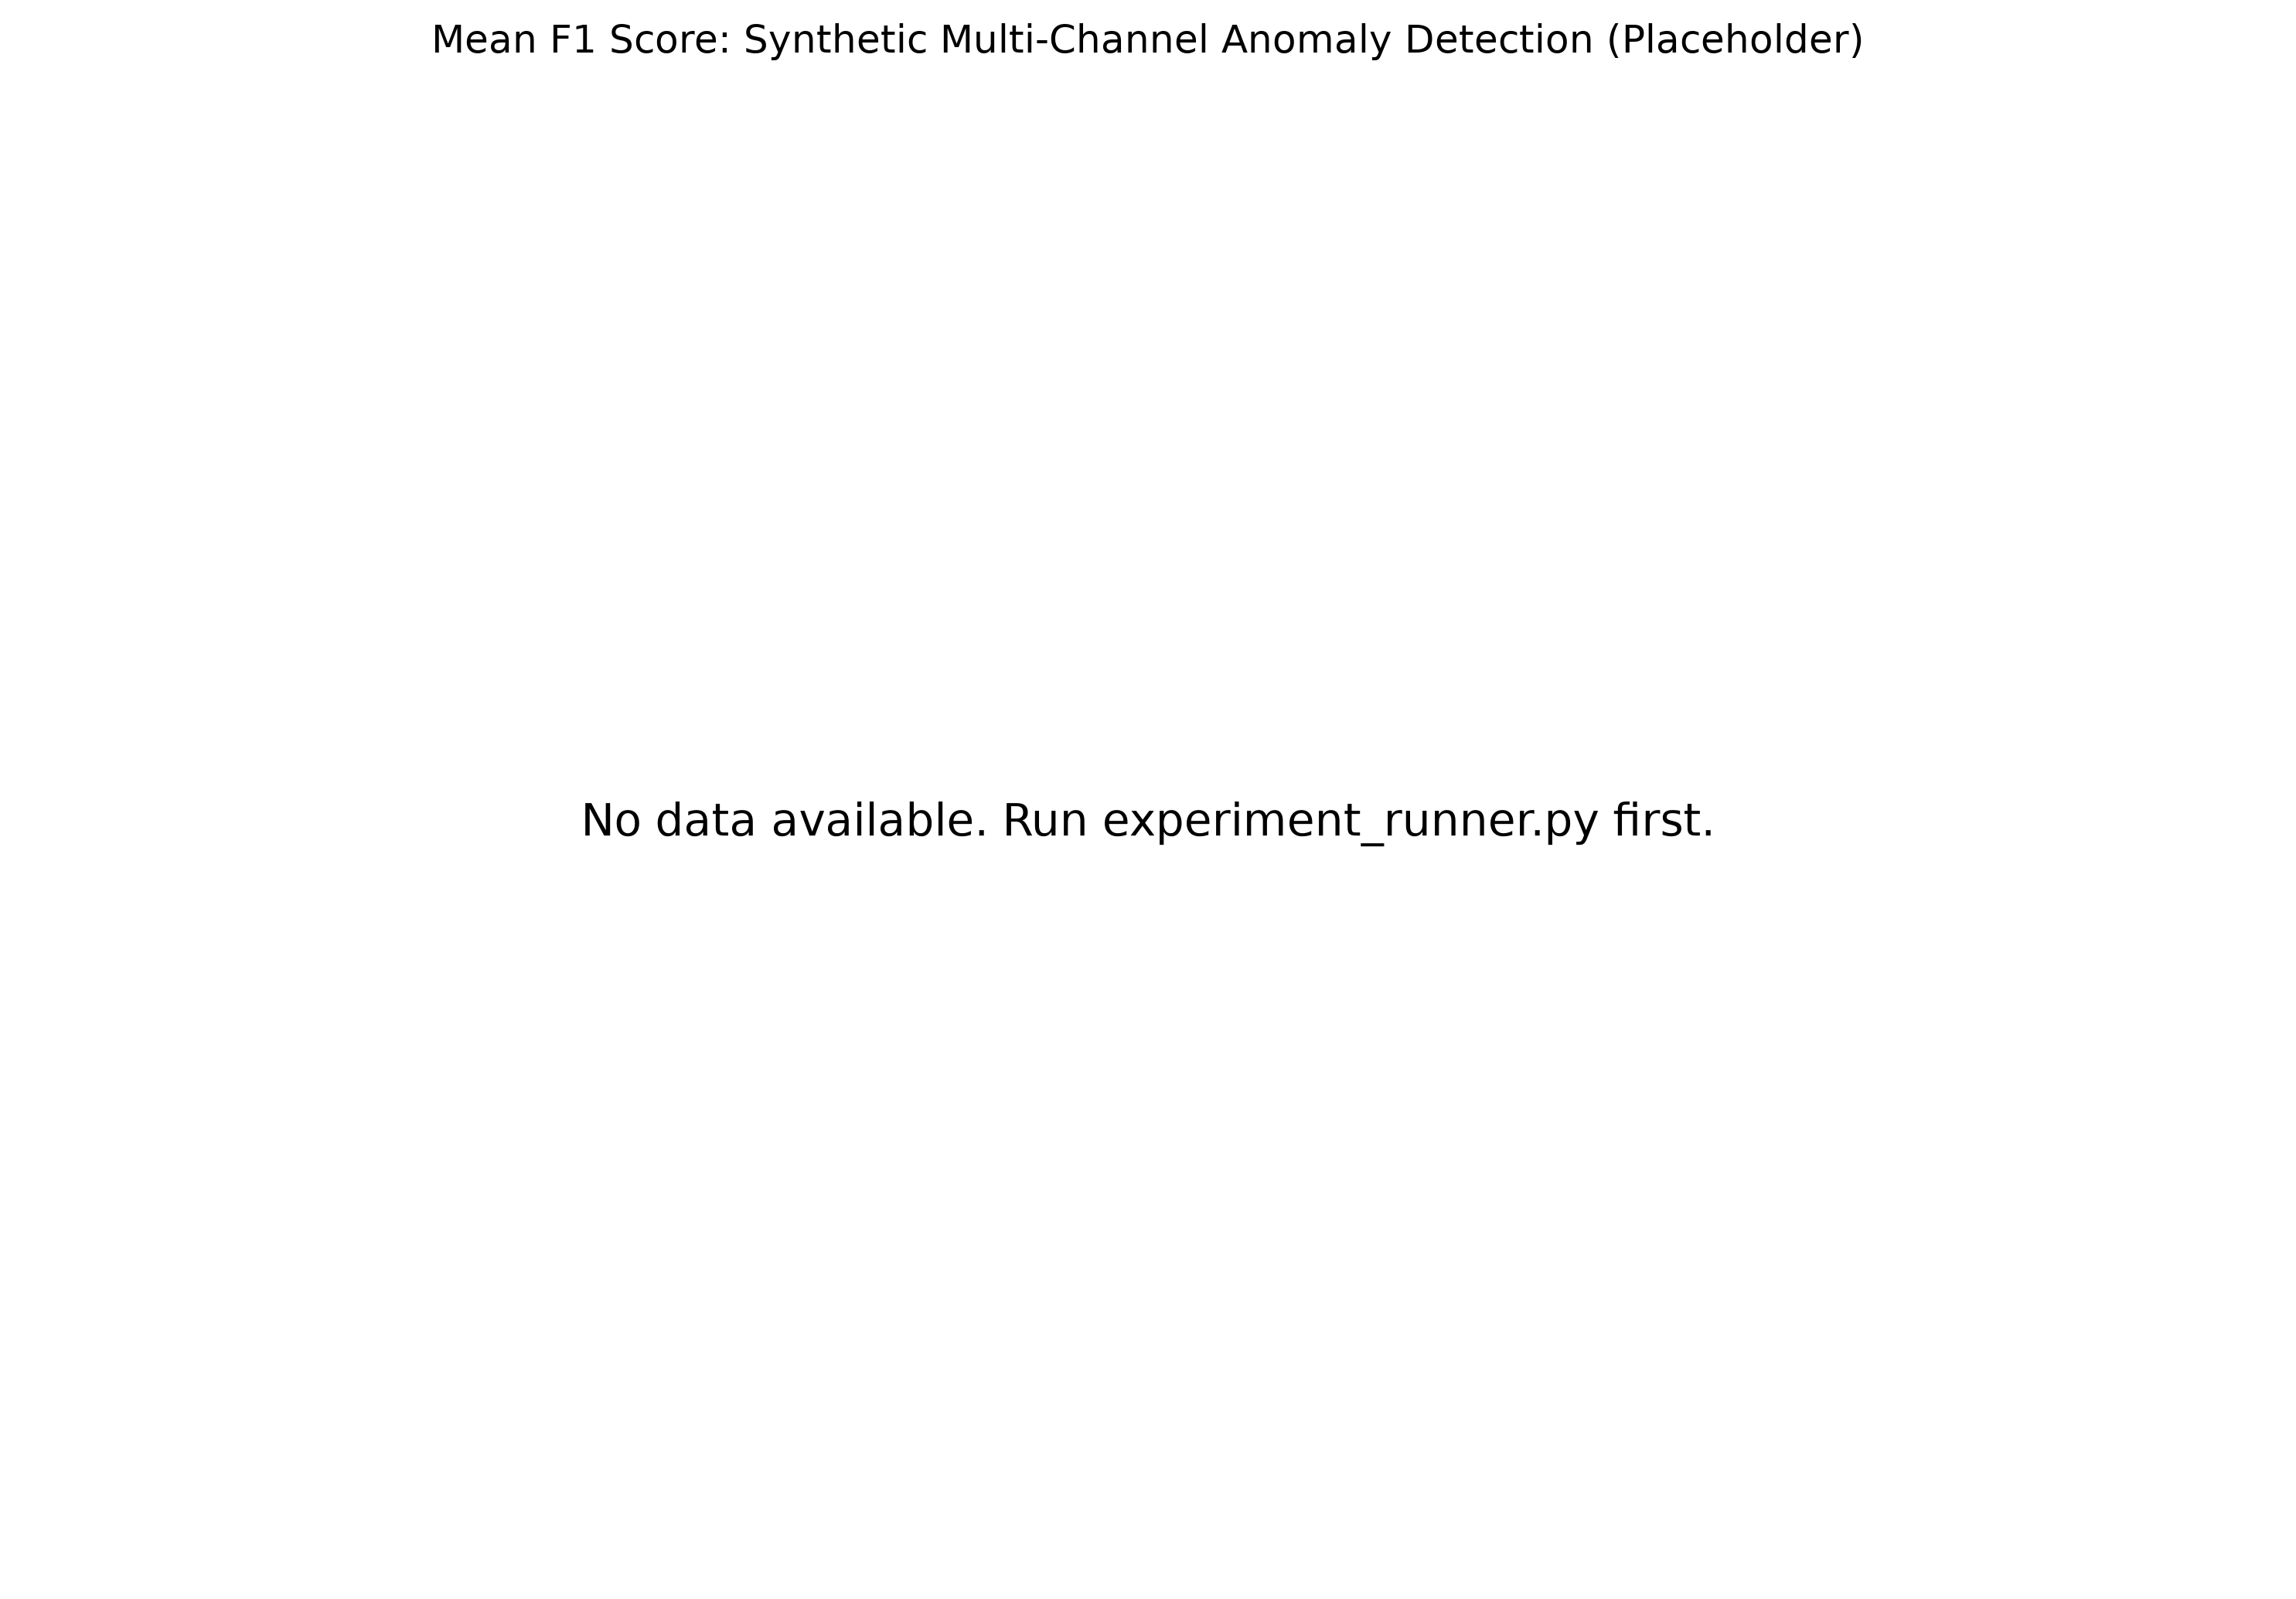 Mean F1 Score: Synthetic Multi-Channel Anomaly Detection (Placeholder)
No data available. Run experiment_runner.py first.